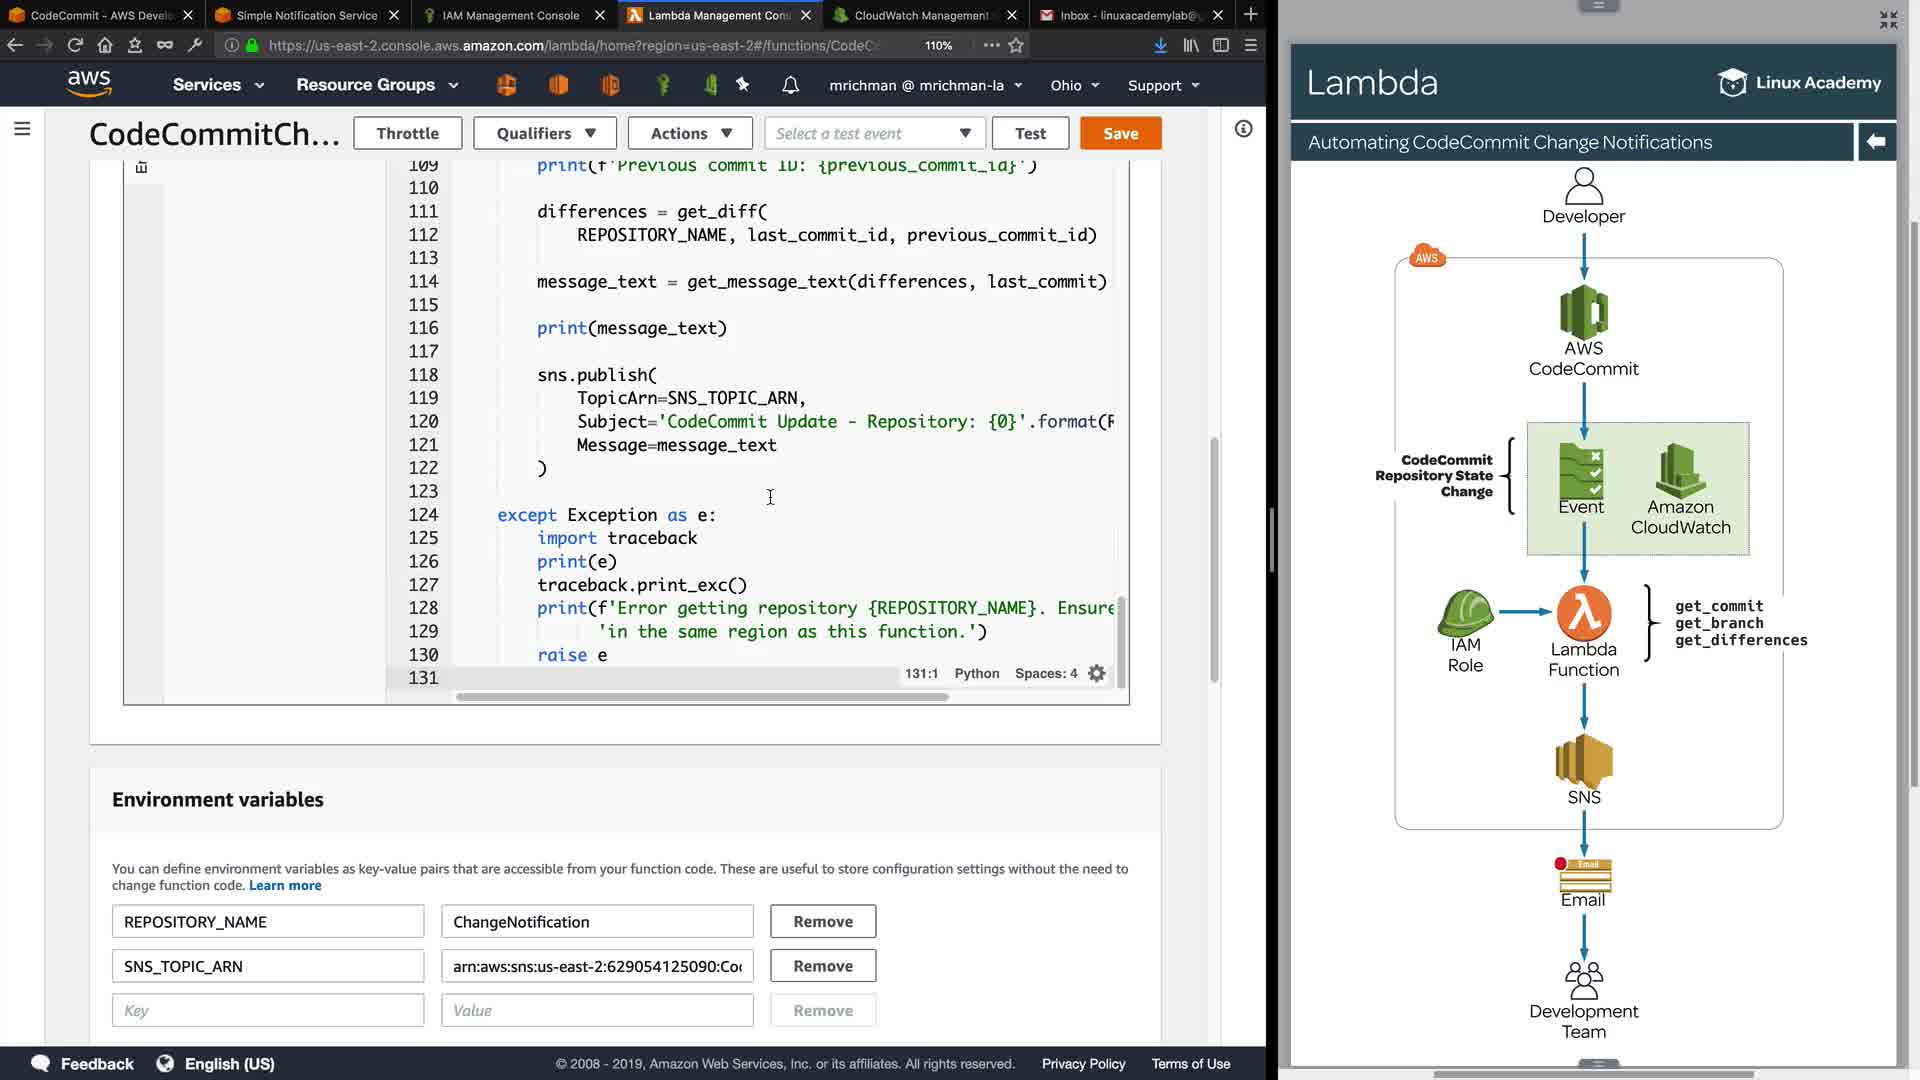 CodeCommit - AWS Devel
Simple Notification Service
IAM Management Console
Lambda Management Con
CloudWatch Management
Inbox - linuxacademylab@g
https://us-east-2.console.aws.amazon.com/lambda/home?region=us-east-2#/functions/CodeC
110%
aws
Services
Resource Groups
mrichman @ mrichman-la
Ohio
Support
CodeCommitCh...
Throttle
Qualifiers
Actions
Select a test event
Test
Save
109 print(f'Previous commit ID: {previous_commit_id}')
110
111 differences = get_diff(
112 REPOSITORY_NAME, last_commit_id, previous_commit_id)
113
114 message_text = get_message_text(differences, last_commit)
115
116 print(message_text)
117
118 sns.publish(
119 TopicArn=SNS_TOPIC_ARN,
120 Subject='CodeCommit Update - Repository: {0}'.format(R
121 Message=message_text
122 )
123
124 except Exception as e:
125 import traceback
126 print(e)
127 traceback.print_exc()
128 print(f'Error getting repository {REPOSITORY_NAME}. Ensure
129 'in the same region as this function.')
130 raise e
131
131:1 Python Spaces: 4
Environment variables
You can define environment variables as key-value pairs that are accessible from your function code. These are useful to store configuration settings without the need to
change function code. Learn more
REPOSITORY_NAME
ChangeNotification
Remove
SNS_TOPIC_ARN
arn:aws:sns:us-east-2:629054125090:Co
Remove
Key
Value
Remove
Feedback
English (US)
© 2008 - 2019, Amazon Web Services, Inc. or its affiliates. All rights reserved.
Privacy Policy
Terms of Use
Lambda
Linux Academy
Automating CodeCommit Change Notifications
Developer
AWS
AWS
CodeCommit
CodeCommit
Repository State
Change
Event
Amazon
CloudWatch
IAM
Role
Lambda
Function
get_commit
get_branch
get_differences
SNS
Email
Email
Development
Team